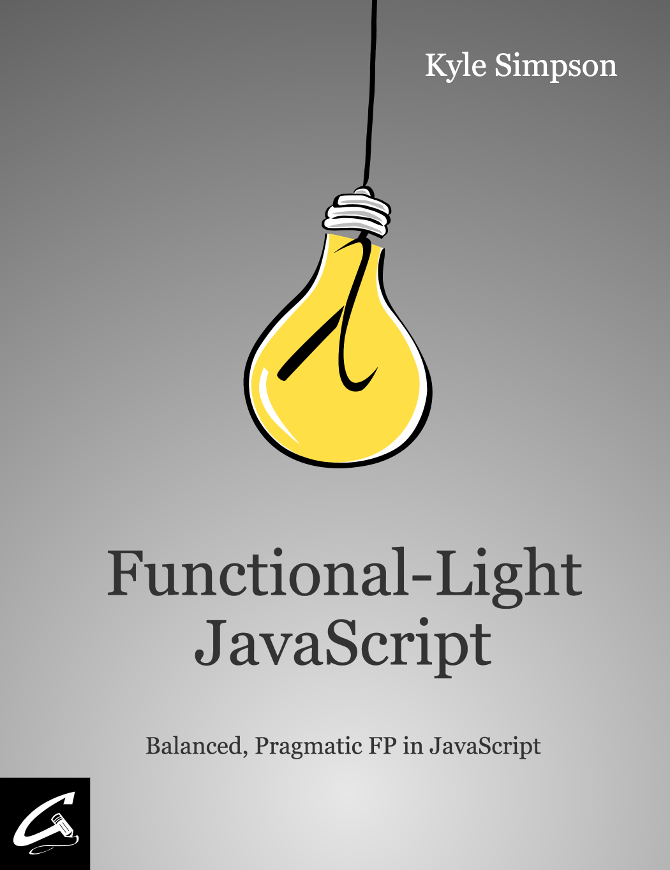 Kyle Simpson
λ
Functional-Light
JavaScript
Balanced, Pragmatic FP in JavaScript